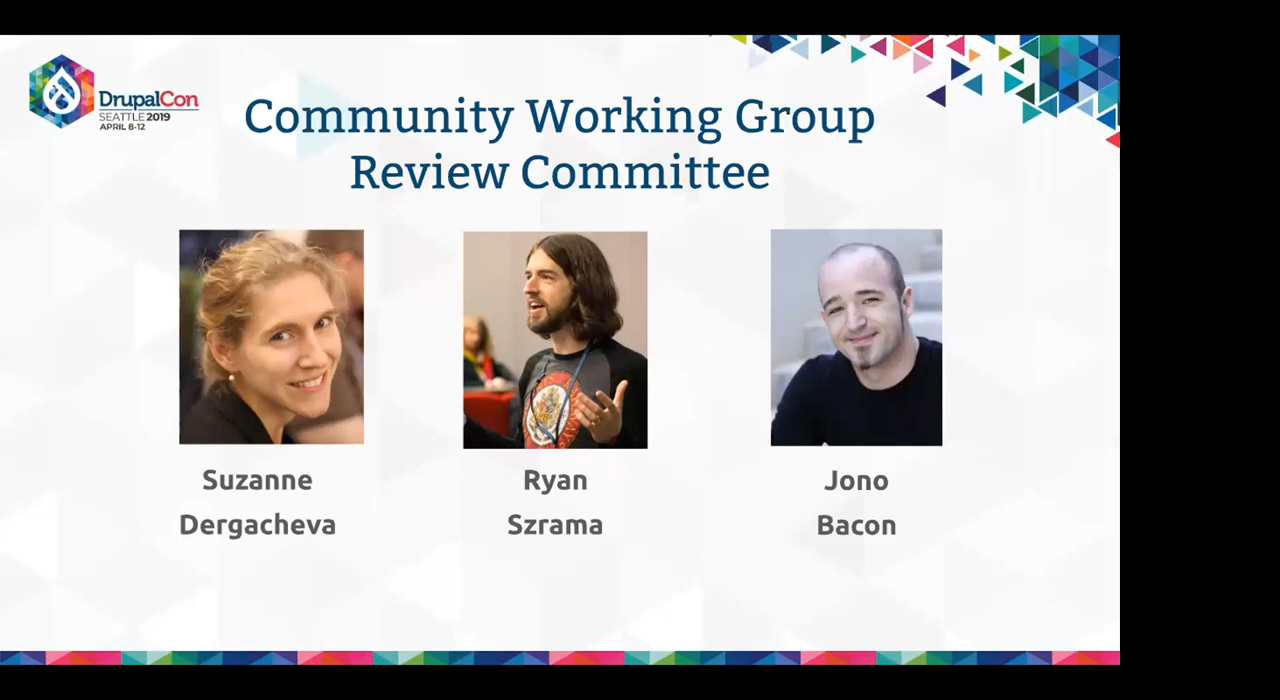 DrupalCon
SEATTLE 2019
APRIL 8-12
Community Working Group
Review Committee
Suzanne
Dergacheva
Ryan
Szrama
Jono
Bacon